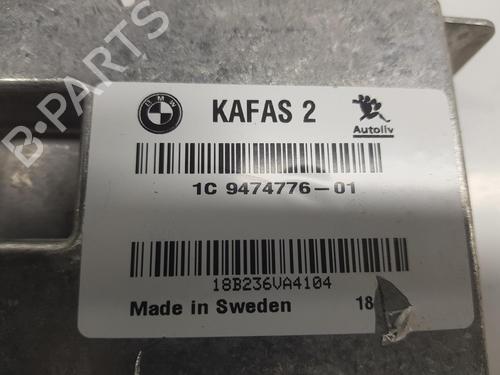 B-PARTS
BMW
KAFAS 2
Autoliv
1C 9474776-01
18B236VA4104
Made in Sweden
18